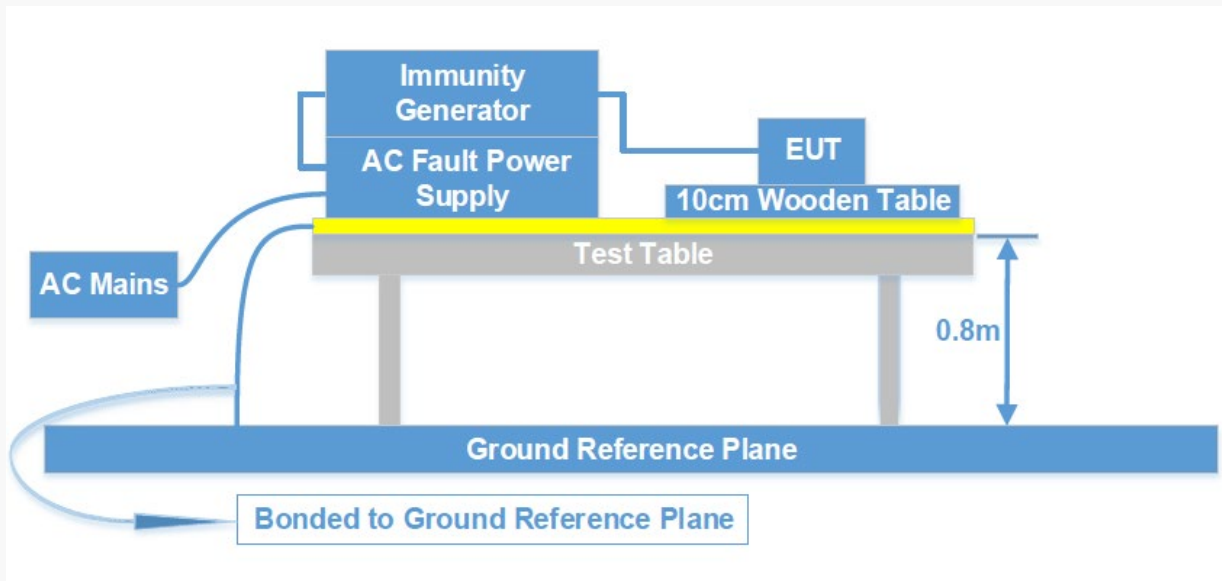 Immunity
Generator
AC Fault Power
Supply
EUT
10cm Wooden Table
Test Table
AC Mains
0.8m
Ground Reference Plane
Bonded to Ground Reference Plane